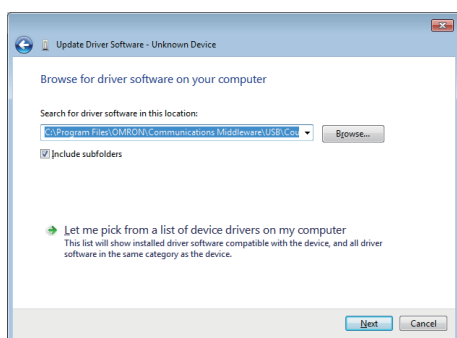 Update Driver Software - Unknown Device
Browse for driver software on your computer
Search for driver software in this location:
C:\Program Files\OMRON\Communications Middleware\USB\Cou
Browse...
Include subfolders
Let me pick from a list of device drivers on my computer
This list will show installed driver software compatible with the device, and all driver
software in the same category as the device.
Next Cancel